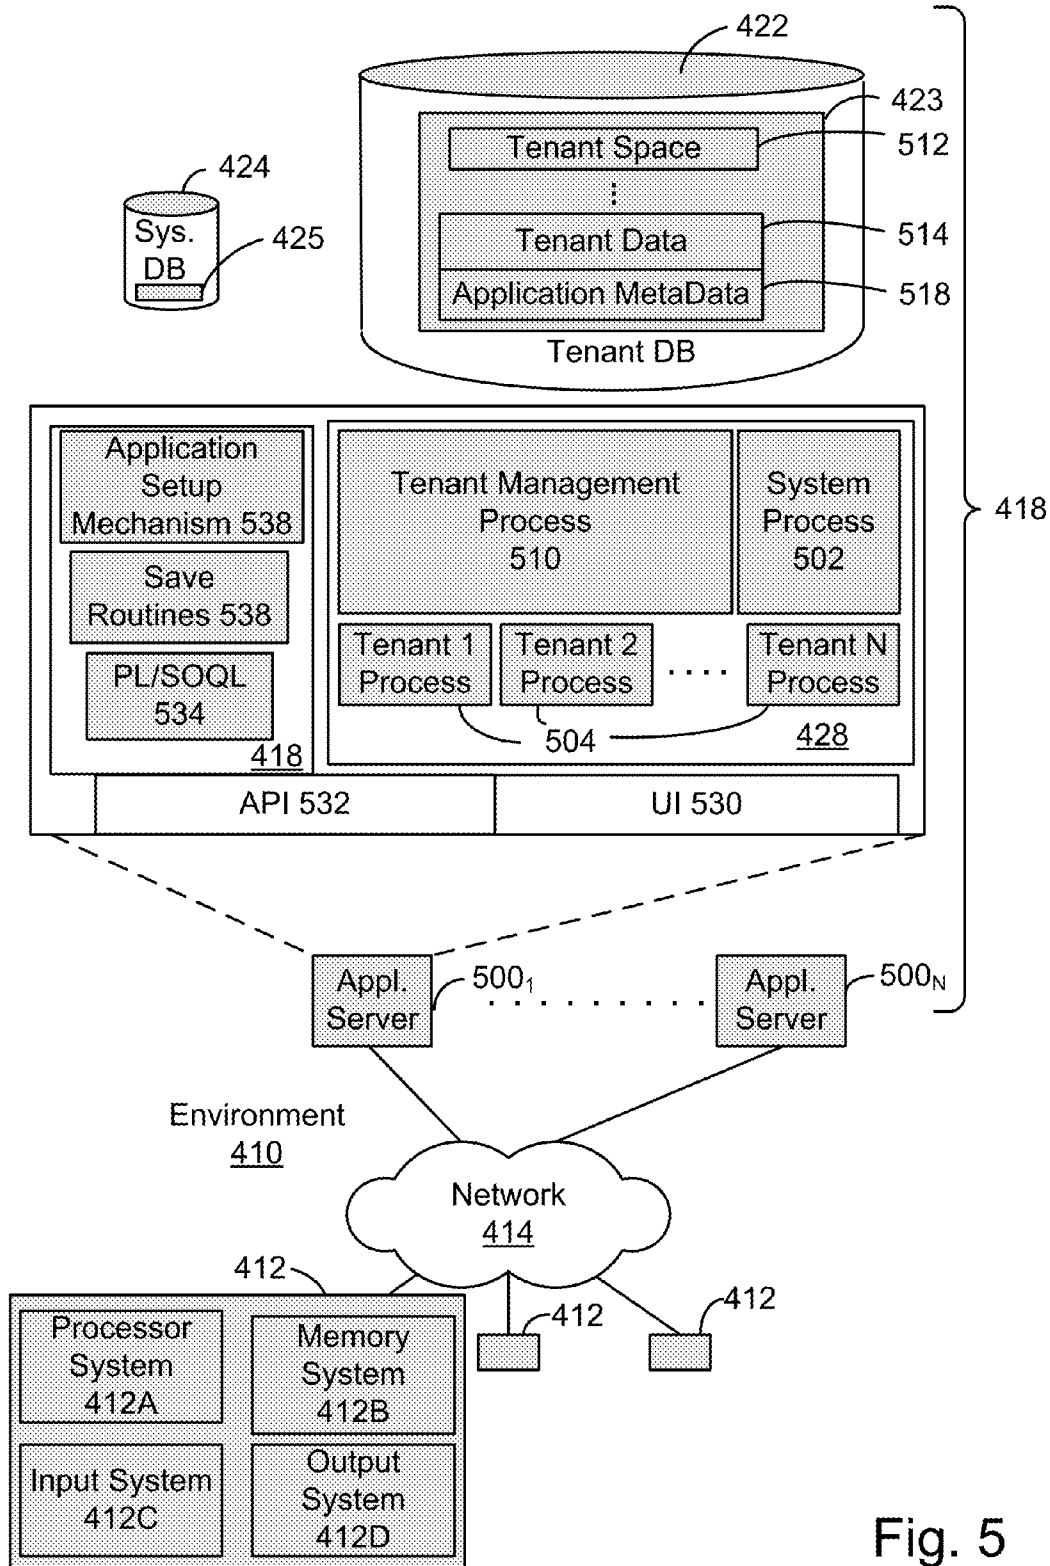 422
423
Tenant Space
512
424
Sys.
DB
425
Tenant Data
514
Application MetaData
518
Tenant DB
418
Application
Setup
Mechanism 538
Save
Routines 538
PL/SOQL
534
418
Tenant Management
Process
510
System
Process
502
Tenant 1
Process
Tenant 2
Process
Tenant N
Process
504
428
API 532
UI 530
Appl.
Server
500₁
Appl.
Server
500N
Environment
410
Network
414
412
412
412
Processor
System
412A
Memory
System
412B
Input System
412C
Output
System
412D
Fig. 5